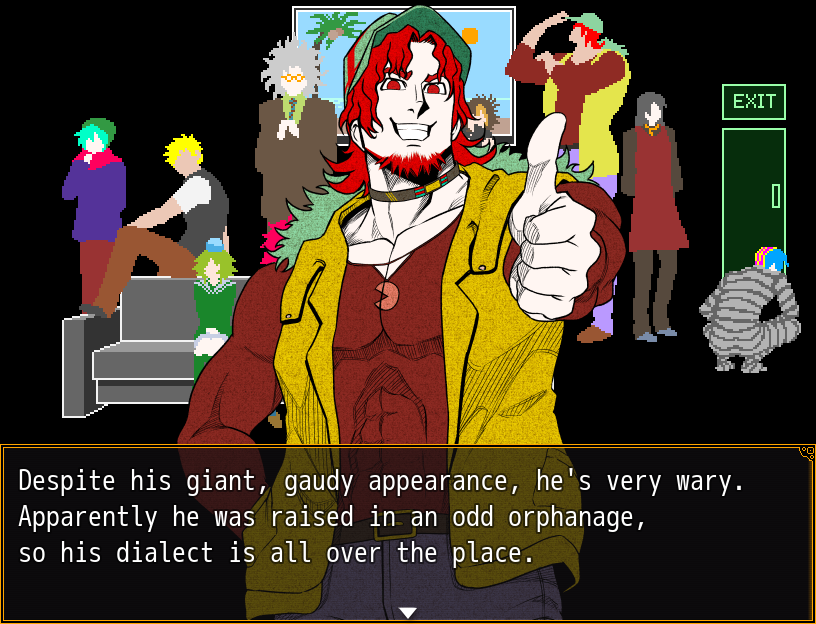 EXIT
Despite his giant, gaudy appearance, he's very wary.
Apparently he was raised in an odd orphanage,
so his dialect is all over the place.